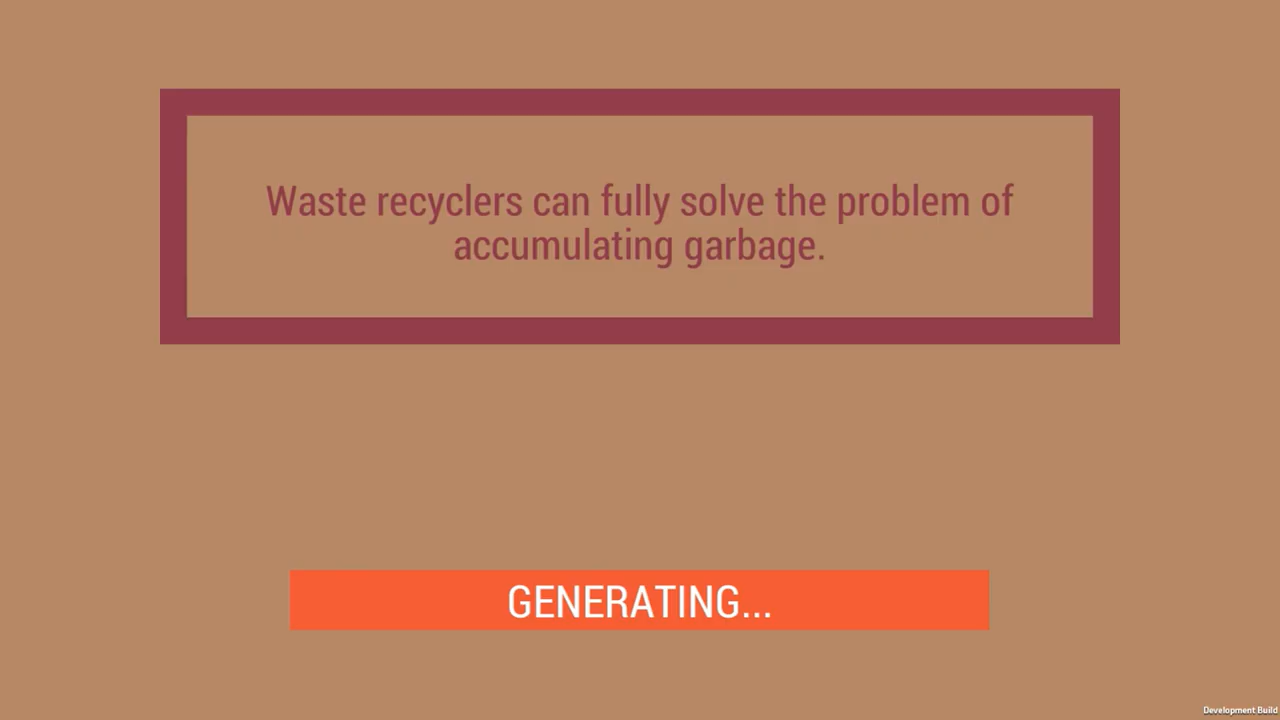 Waste recyclers can fully solve the problem of
accumulating garbage.
GENERATING...
Development Build